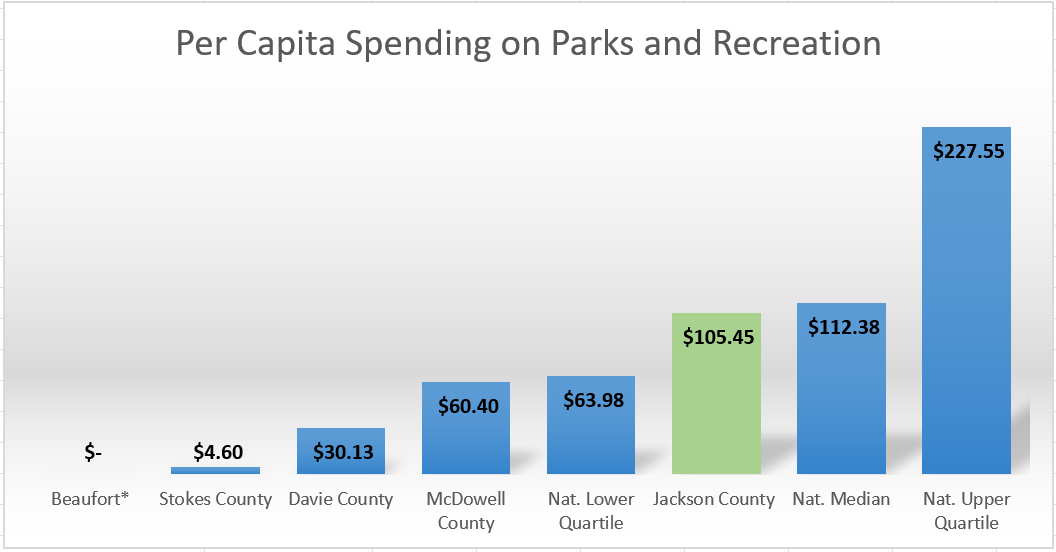 Per Capita Spending on Parks and Recreation
$227.55
$112.38
$105.45
$60.40
$63.98
$-
$4.60
$30.13
Beaufort*
Stokes County
Davie County
McDowell
County
Nat. Lower
Quartile
Jackson County
Nat. Median
Nat. Upper
Quartile